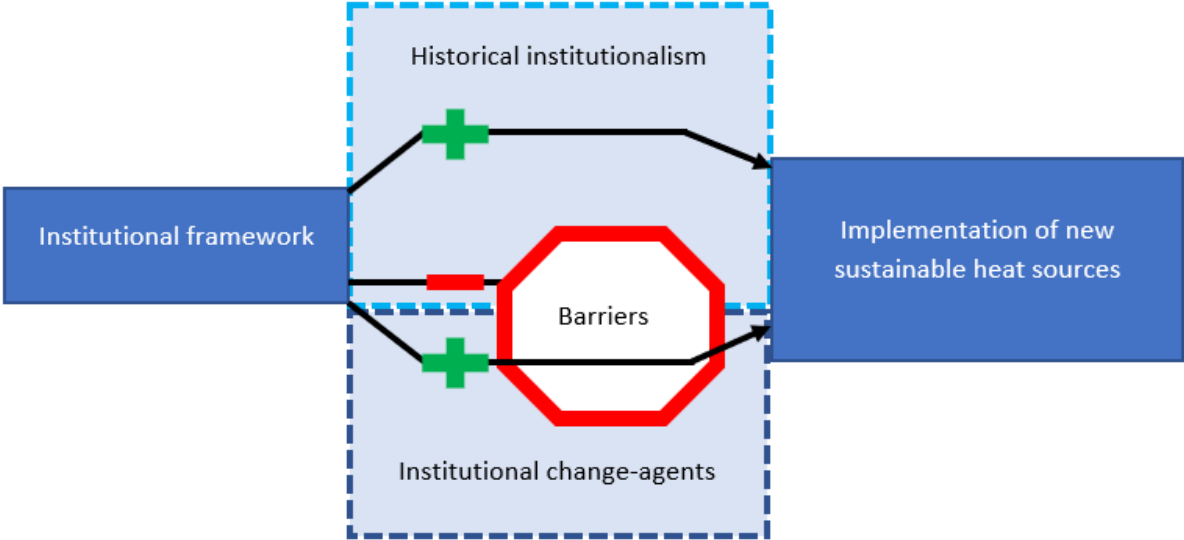 Historical institutionalism
Institutional framework
Implementation of new
sustainable heat sources
Barriers
Institutional change-agents